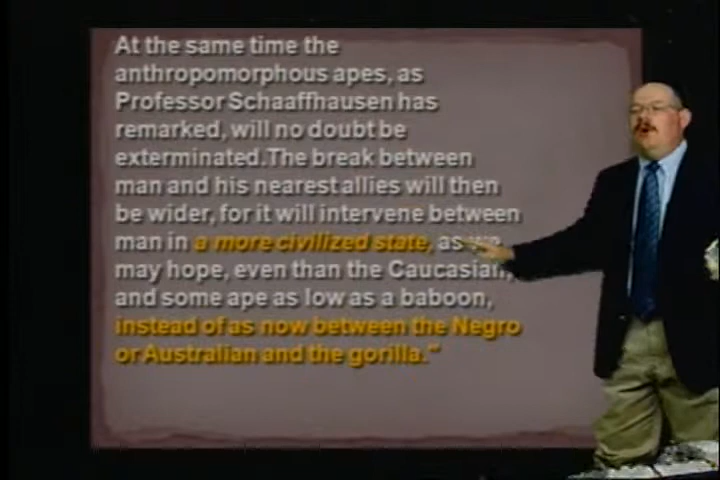 At the same time the
anthropomorphous apes, as
Professor Schaaffhausen has
remarked, will no doubt be
exterminated.The break between
man and his nearest allies will then
be wider, for it will intervene between
man in a more civilized state, as we
may hope, even than the Caucasian,
and some ape as low as a baboon,
instead of as now between the Negro
or Australian and the gorilla."